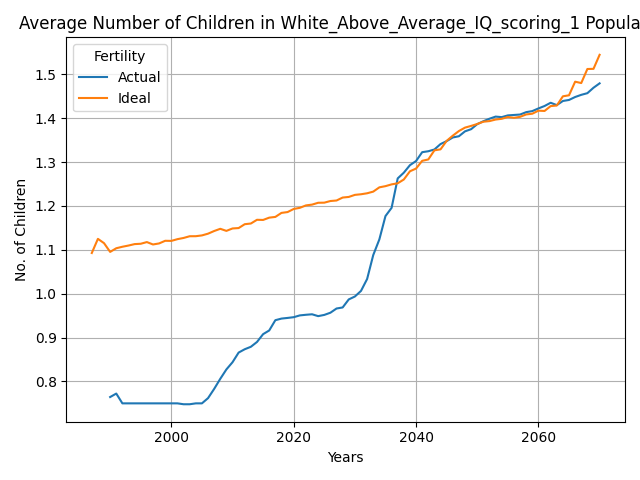 Average Number of Children in White_Above_Average_IQ_scoring_1 Popula
Fertility
Actual
Ideal
No. of Children
1.5
1.4
1.3
1.2
1.1
1.0
0.9
0.8
2000 2020 2040 2060
Years